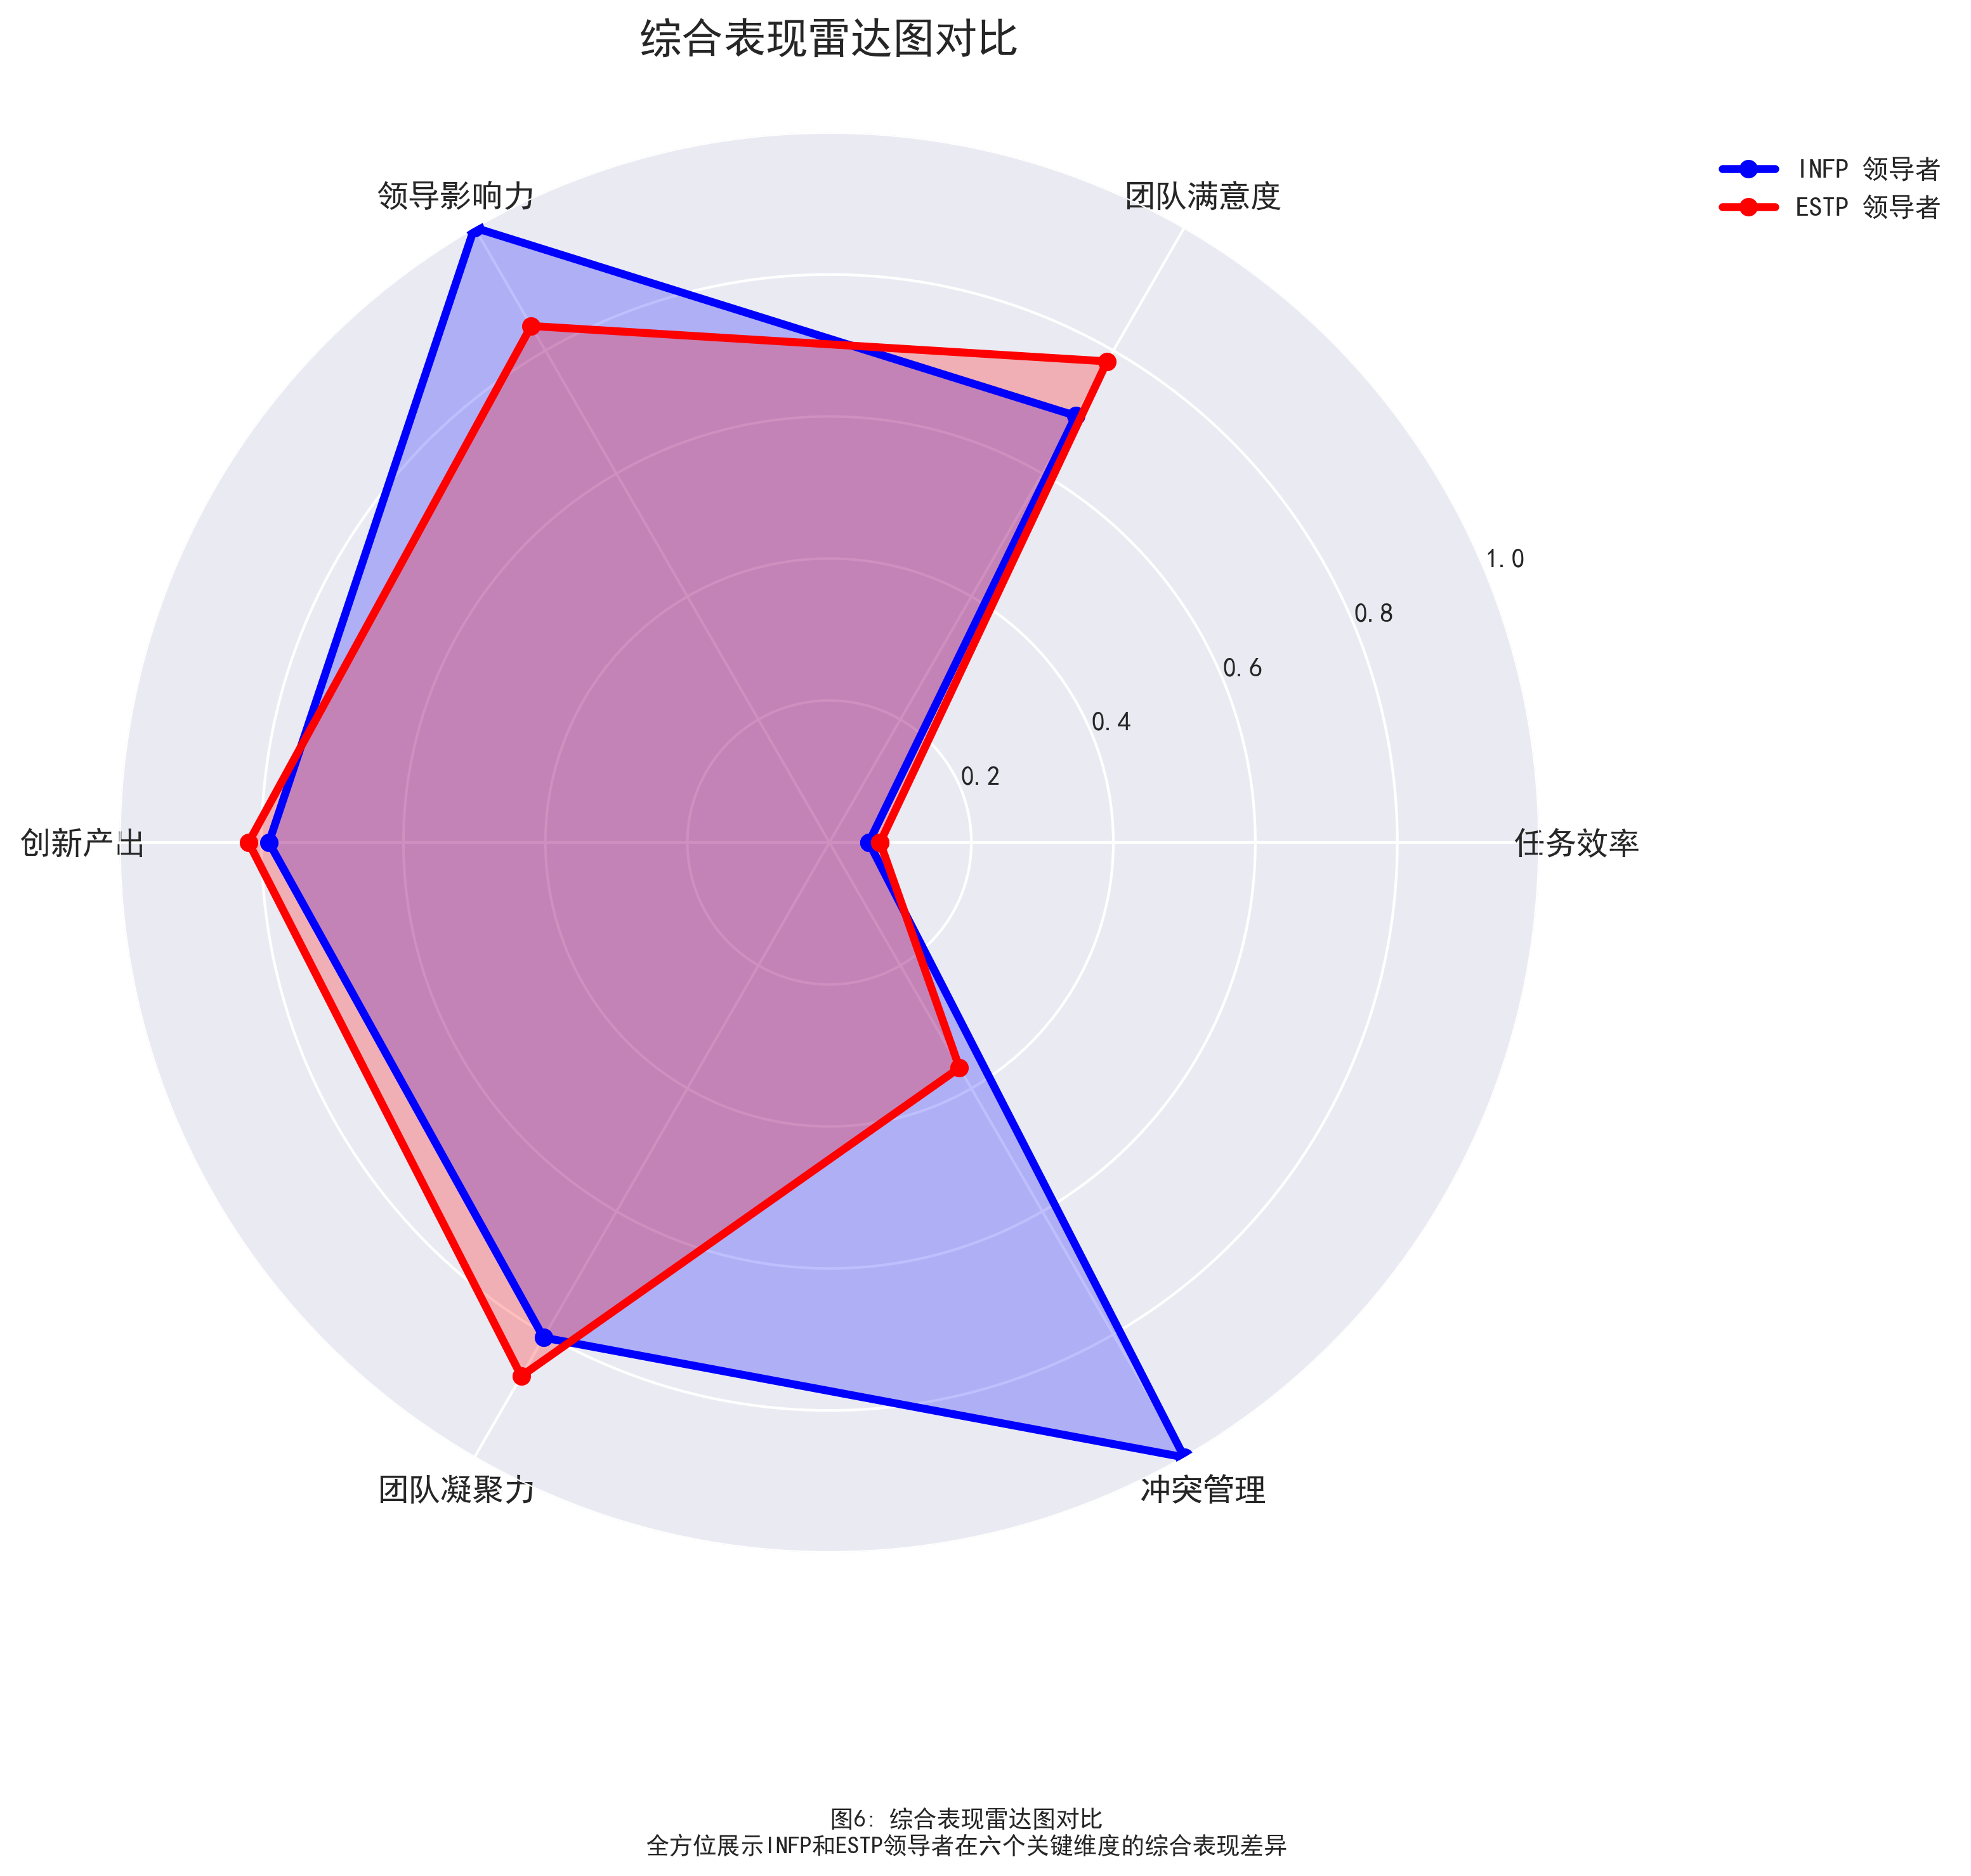 综合表现雷达图对比
INFP 领导者
ESTP 领导者
领导影响力
团队满意度
1.0
0.8
0.6
0.4
0.2
创新产出
任务效率
团队凝聚力
冲突管理
图6: 综合表现雷达图对比
全方位展示INFP和ESTP领导者在六个关键维度的综合表现差异